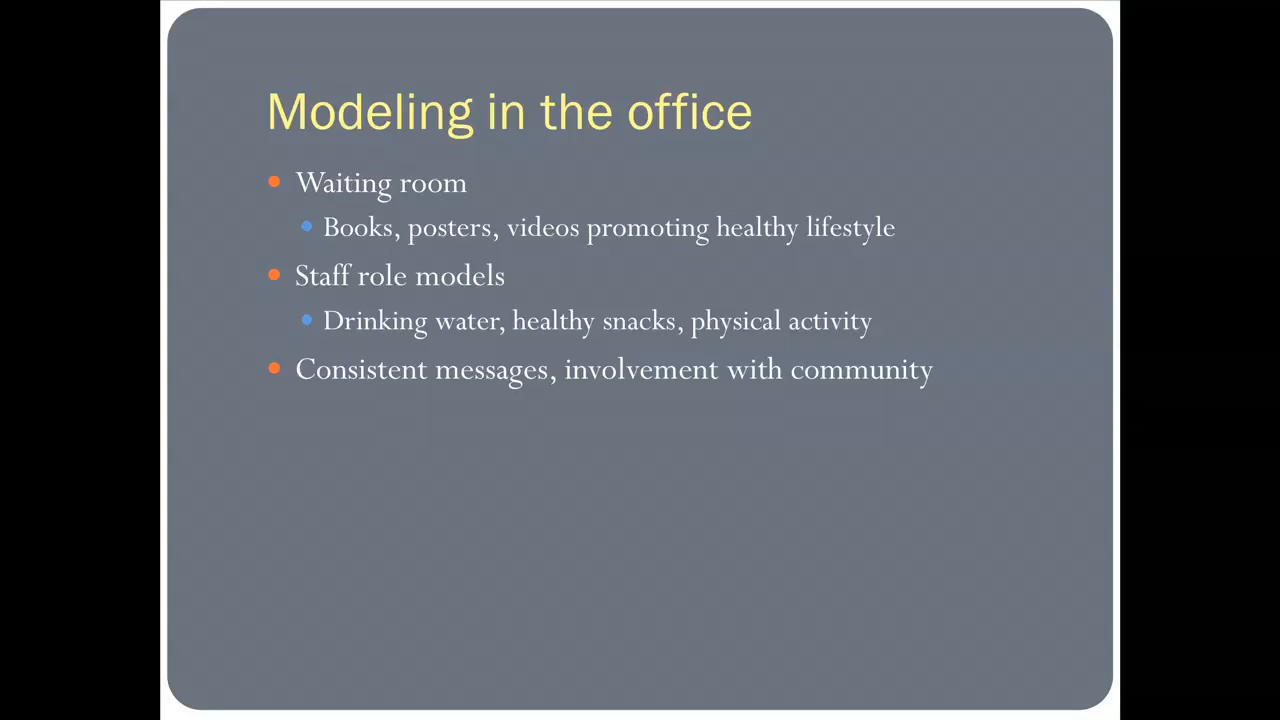 Modeling in the office
Waiting room
Books, posters, videos promoting healthy lifestyle
Staff role models
Drinking water, healthy snacks, physical activity
Consistent messages, involvement with community